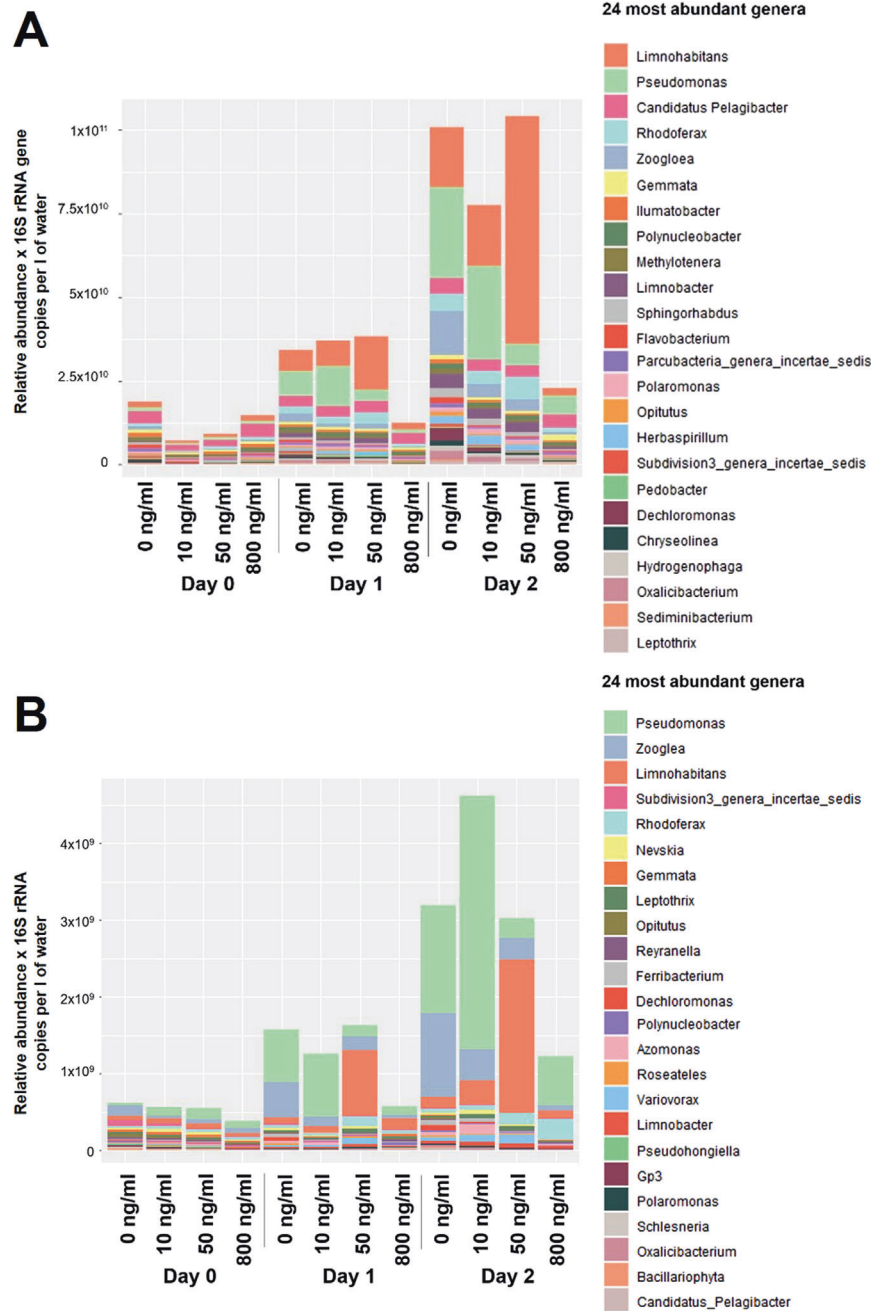 A
24 most abundant genera
Relative abundance x 16S rRNA gene
copies per l of water
1x10¹¹
7.5x10¹⁰
5x10¹⁰
2.5x10¹⁰
0
0 ng/ml
10 ng/ml
50 ng/ml
800 ng/ml
0 ng/ml
10 ng/ml
50 ng/ml
800 ng/ml
0 ng/ml
10 ng/ml
50 ng/ml
800 ng/ml
Day 0
Day 1
Day 2
Limnohabitans
Pseudomonas
Candidatus Pelagibacter
Rhodoferax
Zoogloea
Gemmata
Ilumatobacter
Polynucleobacter
Methylotenera
Limnobacter
Sphingorhabdus
Flavobacterium
Parcubacteria_genera_incertae_sedis
Polaromonas
Opitutus
Herbaspirillum
Subdivision3_genera_incertae_sedis
Pedobacter
Dechloromonas
Chryseolinea
Hydrogenophaga
Oxalicibacterium
Sediminibacterium
Leptothrix
B
24 most abundant genera
Relative abundance x 16S rRNA
copies per l of water
4x10⁹
3x10⁹
2x10⁹
1x10⁹
0
0 ng/ml
10 ng/ml
50 ng/ml
800 ng/ml
0 ng/ml
10 ng/ml
50 ng/ml
800 ng/ml
0 ng/ml
10 ng/ml
50 ng/ml
800 ng/ml
Day 0
Day 1
Day 2
Pseudomonas
Zooglea
Limnohabitans
Subdivision3_genera_incertae_sedis
Rhodoferax
Nevskia
Gemmata
Leptothrix
Opitutus
Reyranella
Ferribacterium
Dechloromonas
Polynucleobacter
Azomonas
Roseateles
Variovorax
Limnobacter
Pseudohongiella
Gp3
Polaromonas
Schlesneria
Oxalicibacterium
Bacillariophyta
Candidatus_Pelagibacter